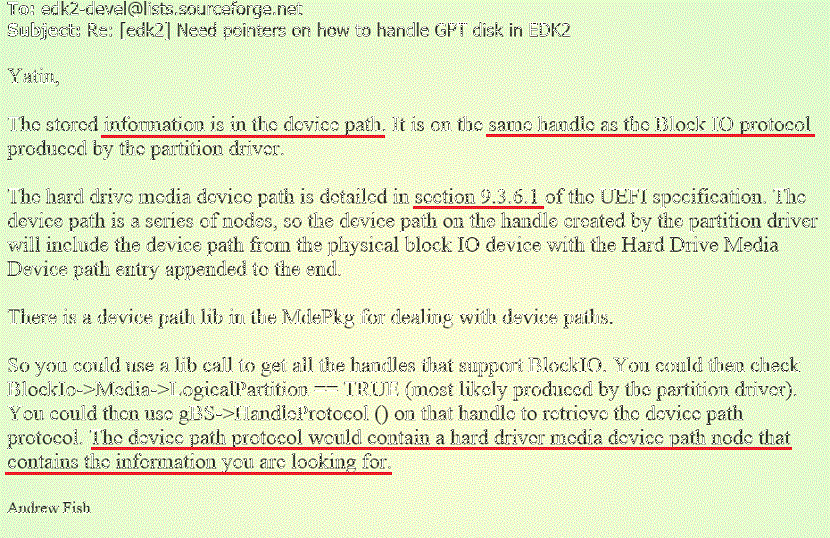 To: edk2-devel@lists.sourceforge.net
Subject: Re: [edk2] Need pointers on how to handle GPT disk in EDK2
Yatin,
The stored information is in the device path. It is on the same handle as the Block IO protocol
produced by the partition driver.
The hard drive media device path is detailed in section 9.3.6.1 of the UEFI specification. The
device path is a series of nodes, so the device path on the handle created by the partition driver
will include the device path from the physical block IO device with the Hard Drive Media
Device path entry appended to the end.
There is a device path lib in the MdePkg for dealing with device paths.
So you could use a lib call to get all the handles that support BlockIO. You could then check
BlockIo->Media->LogicalPartition == TRUE (most likely produced by the partition driver).
You could then use gBS->HandleProtocol () on that handle to retrieve the device path
protocol. The device path protocol would contain a hard driver media device path node that
contains the information you are looking for.
Andrew Fish